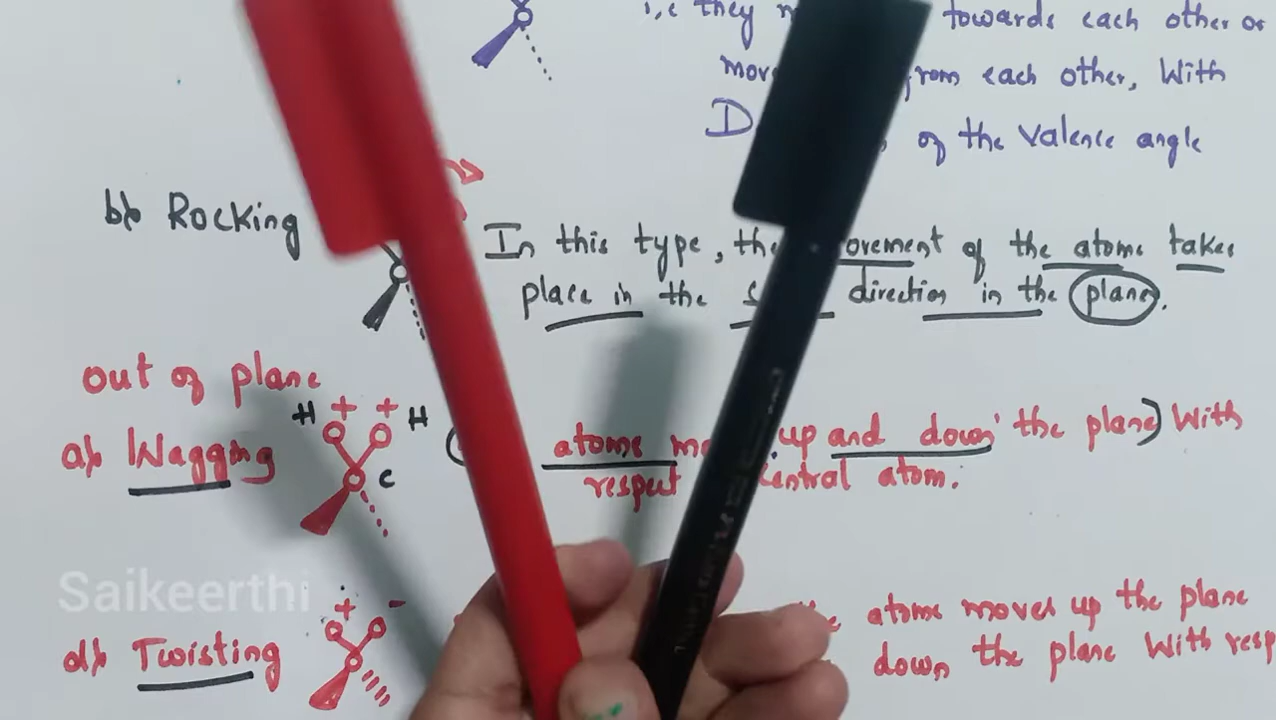 i,e they towards each other or
from each other, With
D of the Valence angle
b) Rocking
In this type, the movement of the atoms takes
place in the direction in the plane.
out of plane
a) Wagging
H + + H
C
atoms up and down the plane) With
respect central atom.
Saikeerthi
d) Twisting
+ -
atoms moves up the plane
down the plane With resp